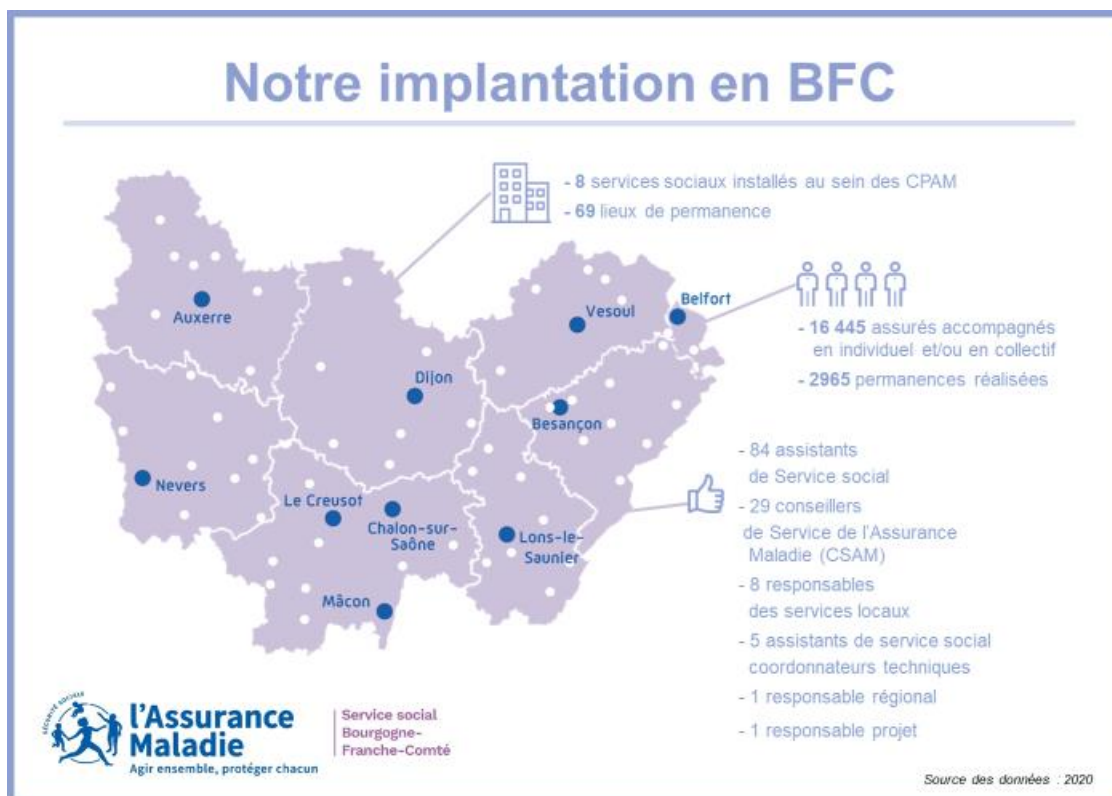 Notre implantation en BFC
- 8 services sociaux installés au sein des CPAM
- 69 lieux de permanence
- 16 445 assurés accompagnés
en individuel et/ou en collectif
- 2965 permanences réalisées
- 84 assistants
de Service social
- 29 conseillers
de Service de l'Assurance
Maladie (CSAM)
- 8 responsables
des services locaux
- 5 assistants de service social
coordonnateurs techniques
- 1 responsable régional
- 1 responsable projet
Auxerre
Vesoul
Belfort
Dijon
Besançon
Nevers
Le Creusot
Chalon-sur-
Saône
Lons-le-
Saunier
Mâcon
SÉCURITÉ SOCIALE
l'Assurance
Maladie
Agir ensemble, protéger chacun
Service social
Bourgogne-
Franche-Comté
Source des données : 2020